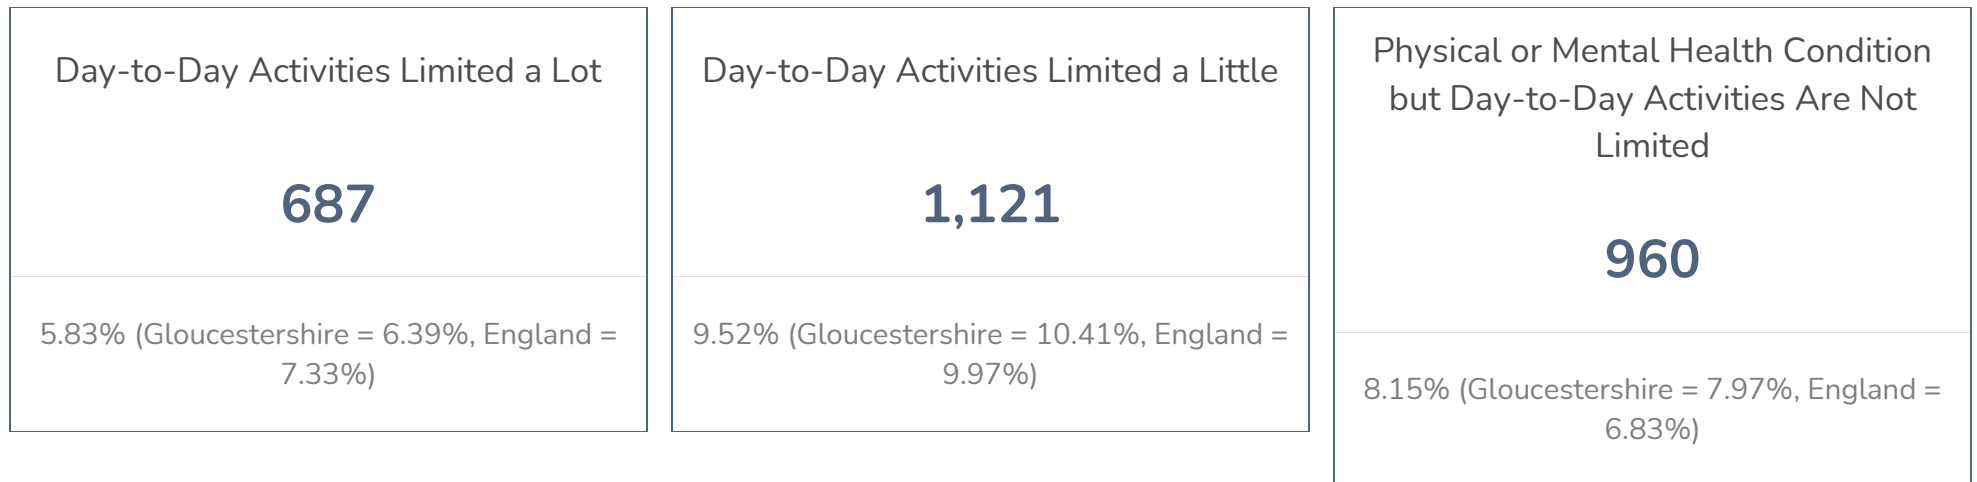 Day-to-Day Activities Limited a Lot
687
5.83% (Gloucestershire = 6.39%, England =
7.33%)
Day-to-Day Activities Limited a Little
1,121
9.52% (Gloucestershire = 10.41%, England =
9.97%)
Physical or Mental Health Condition
but Day-to-Day Activities Are Not
Limited
960
8.15% (Gloucestershire = 7.97%, England =
6.83%)